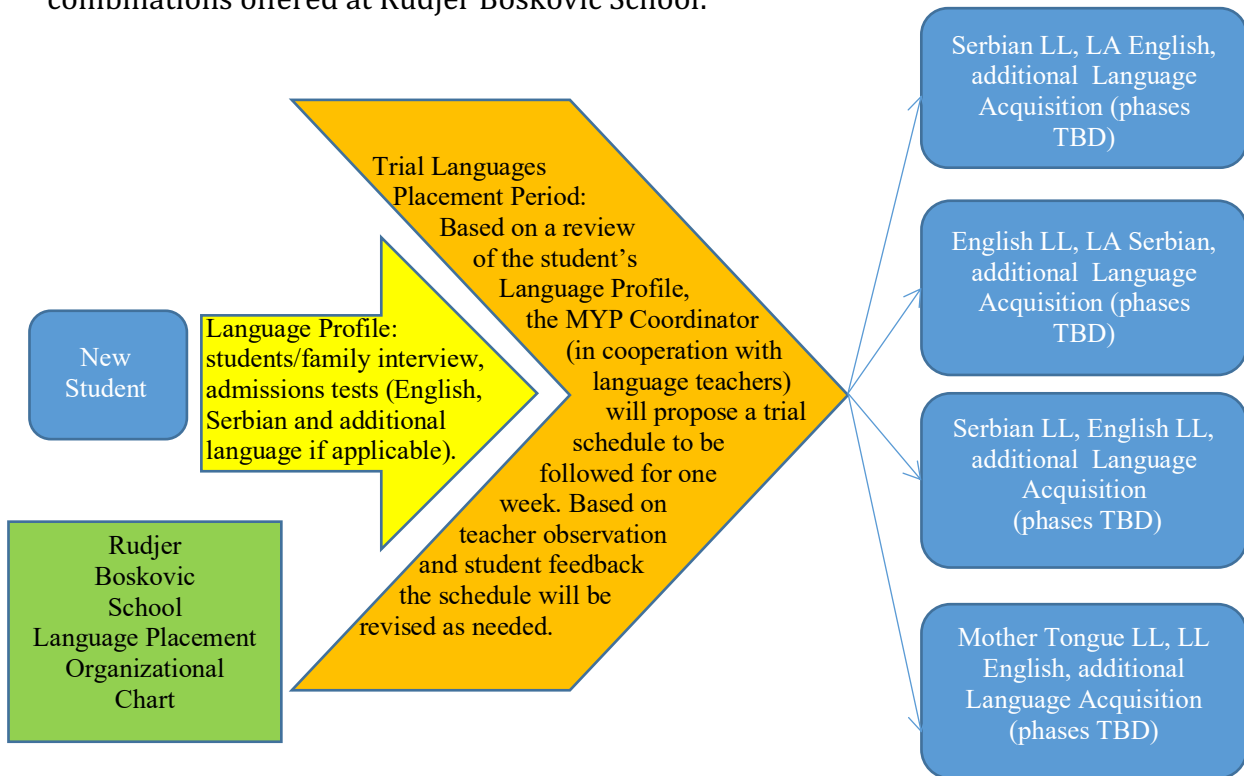 combinations offered at Rudjer Boskovic School.
New
Student
Language Profile:
students/family interview,
admissions tests (English,
Serbian and additional
language if applicable).
Rudjer
Boskovic
School
Language Placement
Organizational
Chart
Trial Languages
Placement Period:
Based on a review
of the student’s
Language Profile,
the MYP Coordinator
(in cooperation with
language teachers)
will propose a trial
schedule to be
followed for one
week. Based on
teacher observation
and student feedback
the schedule will be
revised as needed.
Serbian LL, LA English,
additional Language
Acquisition (phases
TBD)
English LL, LA Serbian,
additional Language
Acquisition (phases
TBD)
Serbian LL, English LL,
additional Language
Acquisition
(phases TBD)
Mother Tongue LL, LL
English, additional
Language Acquisition
(phases TBD)